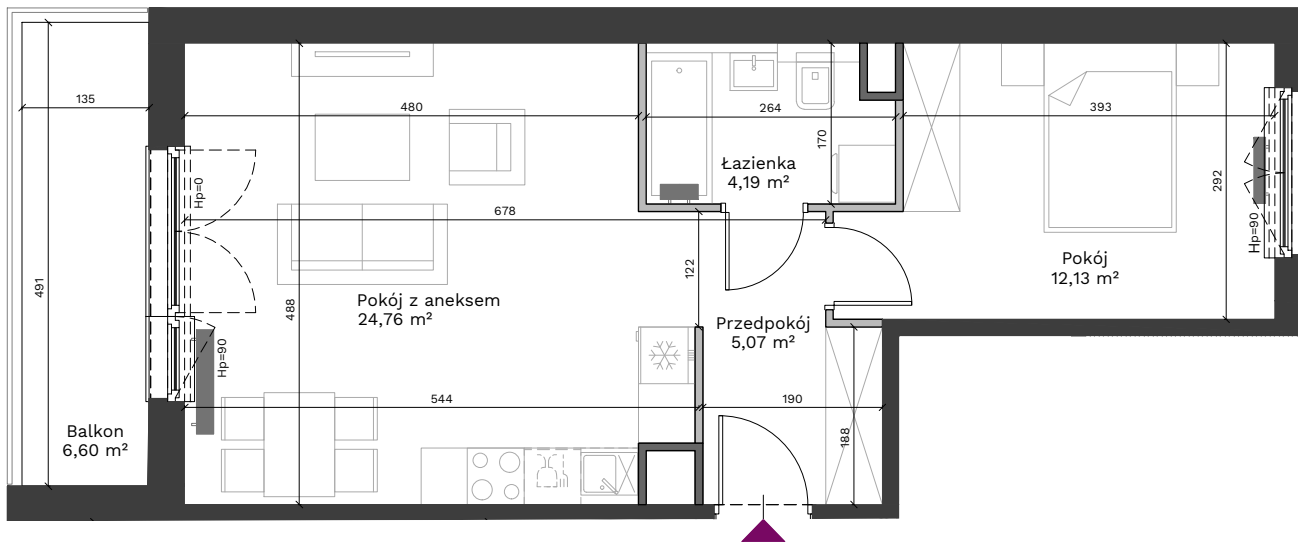 135
480
264
393
170
Łazienka
4,19 m²
292
Hp=0
678
Hp=90
491
488
122
Pokój
12,13 m²
Pokój z aneksem
24,76 m²
Przedpokój
5,07 m²
Hp=90
544
190
188
Balkon
6,60 m²